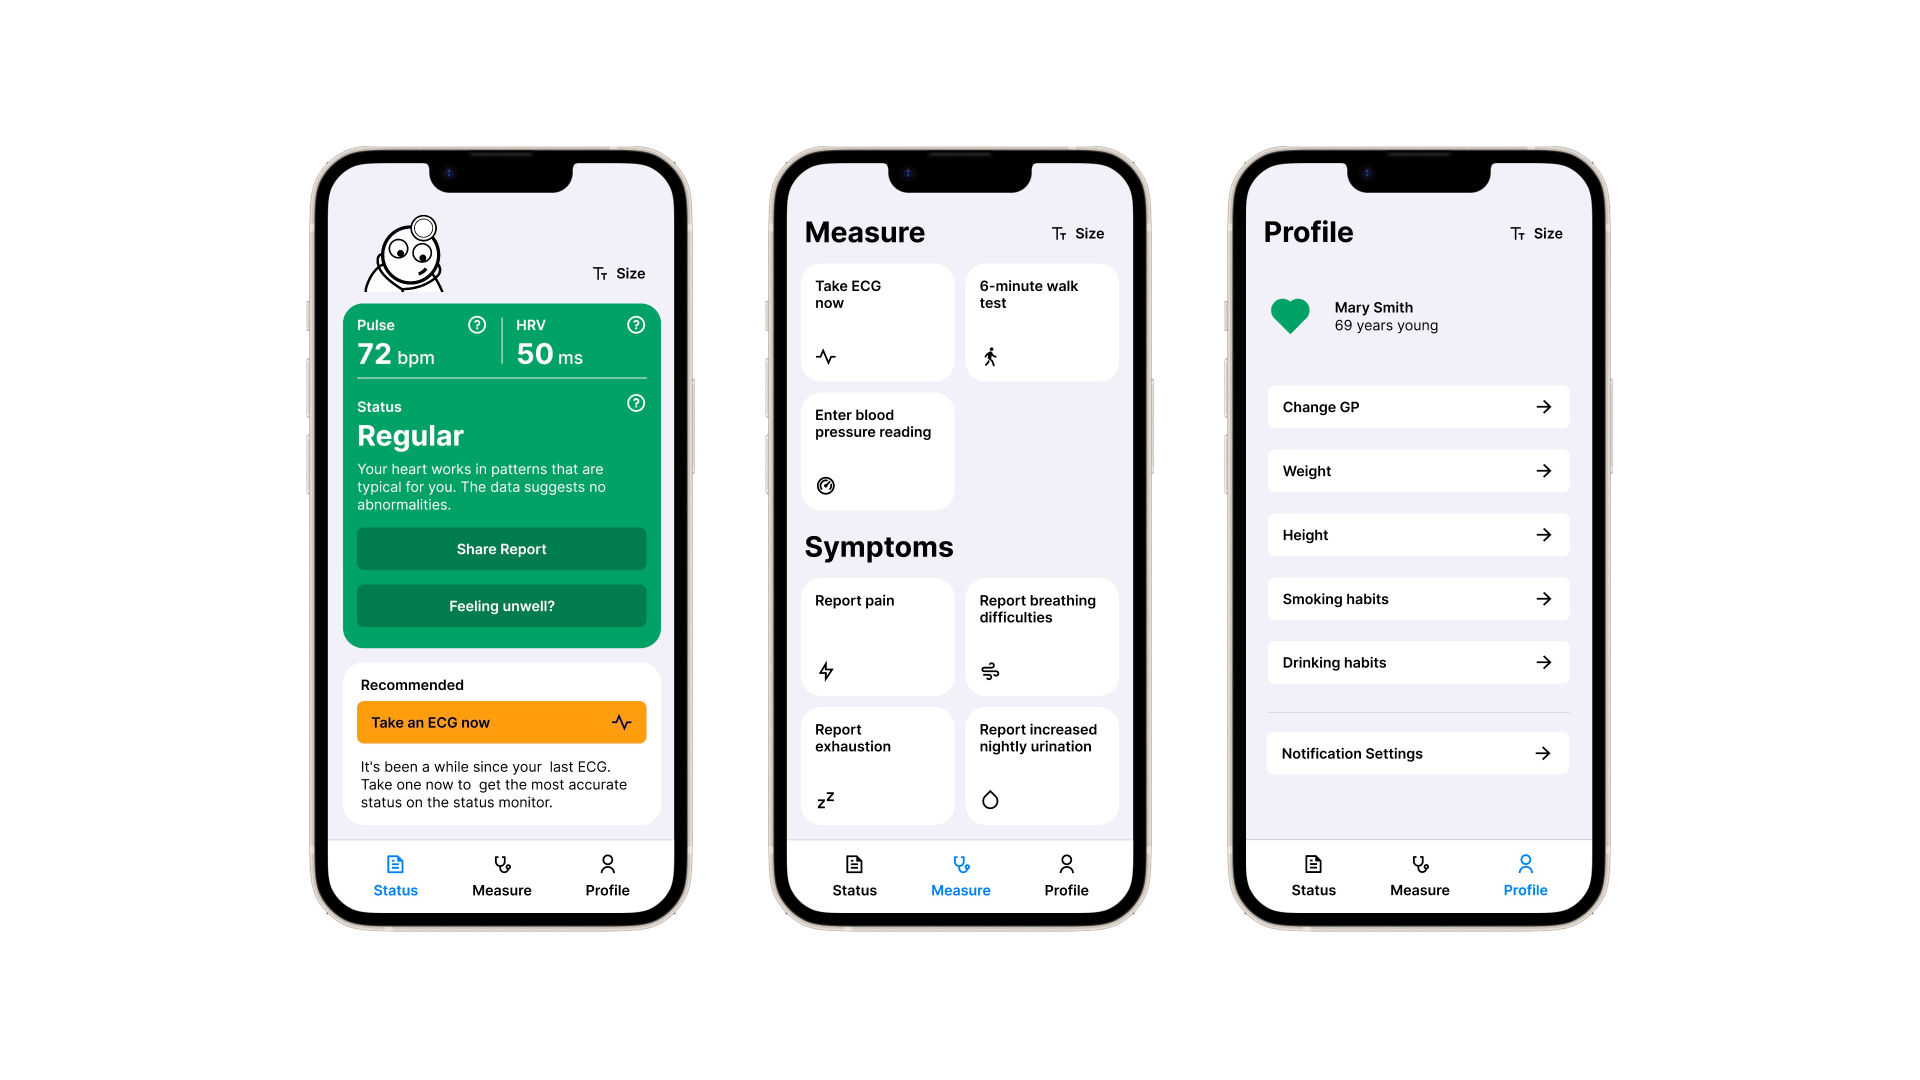 Size
Pulse
72 bpm
HRV
50 ms
Status
Regular
Your heart works in patterns that are
typical for you. The data suggests no
abnormalities.
Share Report
Feeling unwell?
Recommended
Take an ECG now
It's been a while since your  last ECG.
Take one now to  get the most accurate
status on the status monitor.
Status
Measure
Profile
Measure
Size
Take ECG
now
6-minute walk
test
Enter blood
pressure reading
Symptoms
Report pain
Report breathing
difficulties
Report
exhaustion
Report increased
nightly urination
Status
Measure
Profile
Profile
Size
Mary Smith
69 years young
Change GP
Weight
Height
Smoking habits
Drinking habits
Notification Settings
Status
Measure
Profile